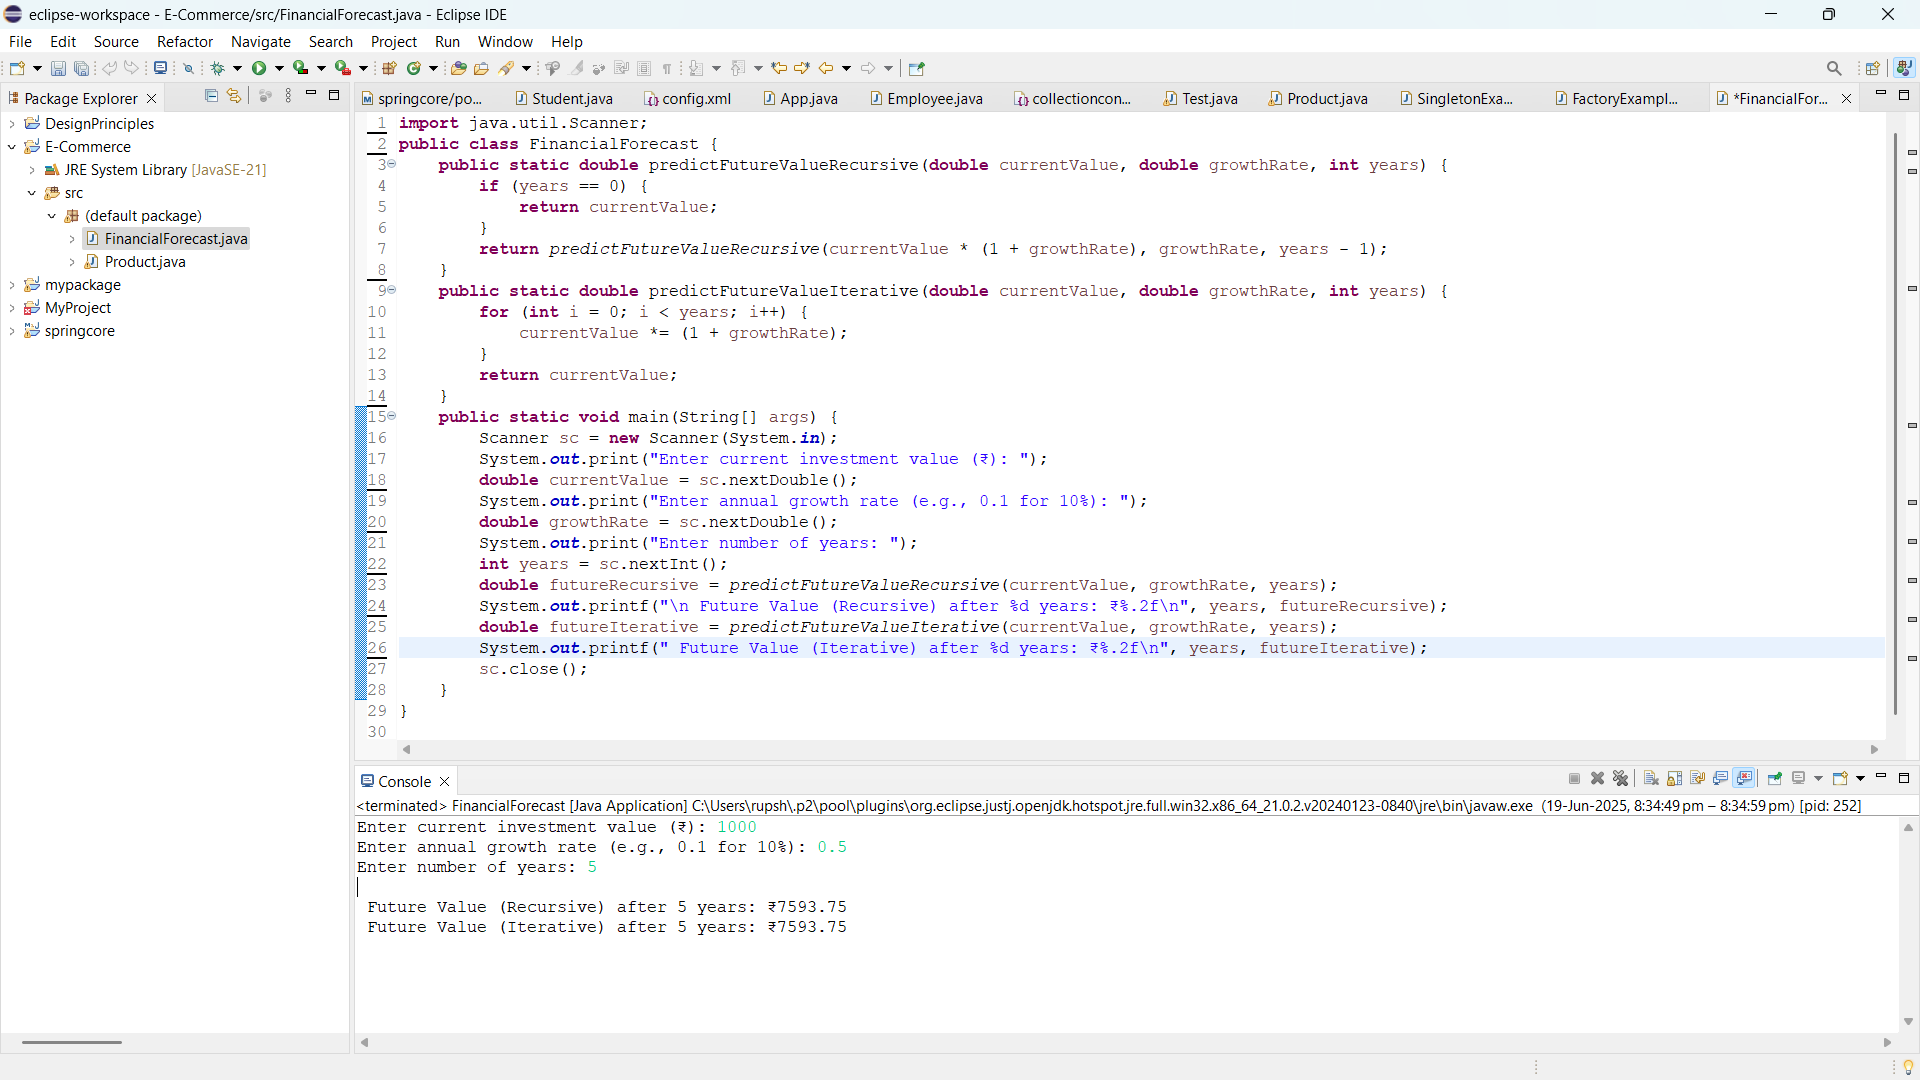 eclipse-workspace - E-Commerce/src/FinancialForecast.java - Eclipse IDE
File Edit Source Refactor Navigate Search Project Run Window Help
Package Explorer
DesignPrinciples
E-Commerce
JRE System Library [JavaSE-21]
src
(default package)
FinancialForecast.java
Product.java
mypackage
MyProject
springcore
springcore/po... Student.java config.xml App.java Employee.java collectioncon... Test.java Product.java SingletonExa... FactoryExampl... *FinancialFor...
1 import java.util.Scanner;
2 public class FinancialForecast {
3 public static double predictFutureValueRecursive(double currentValue, double growthRate, int years) {
4 if (years == 0) {
5 return currentValue;
6 }
7 return predictFutureValueRecursive(currentValue * (1 + growthRate), growthRate, years - 1);
8 }
9 public static double predictFutureValueIterative(double currentValue, double growthRate, int years) {
10 for (int i = 0; i < years; i++) {
11 currentValue *= (1 + growthRate);
12 }
13 return currentValue;
14 }
15 public static void main(String[] args) {
16 Scanner sc = new Scanner(System.in);
17 System.out.print("Enter current investment value (₹): ");
18 double currentValue = sc.nextDouble();
19 System.out.print("Enter annual growth rate (e.g., 0.1 for 10%): ");
20 double growthRate = sc.nextDouble();
21 System.out.print("Enter number of years: ");
22 int years = sc.nextInt();
23 double futureRecursive = predictFutureValueRecursive(currentValue, growthRate, years);
24 System.out.printf("\n Future Value (Recursive) after %d years: ₹%.2f\n", years, futureRecursive);
25 double futureIterative = predictFutureValueIterative(currentValue, growthRate, years);
26 System.out.printf(" Future Value (Iterative) after %d years: ₹%.2f\n", years, futureIterative);
27 sc.close();
28 }
29 }
30
Console
<terminated> FinancialForecast [Java Application] C:\Users\rupsh\.p2\pool\plugins\org.eclipse.justj.openjdk.hotspot.jre.full.win32.x86_64_21.0.2.v20240123-0840\jre\bin\javaw.exe (19-Jun-2025, 8:34:49 pm – 8:34:59 pm) [pid: 252]
Enter current investment value (₹): 1000
Enter annual growth rate (e.g., 0.1 for 10%): 0.5
Enter number of years: 5
Future Value (Recursive) after 5 years: ₹7593.75
Future Value (Iterative) after 5 years: ₹7593.75